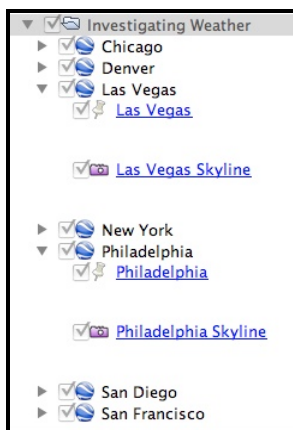 Investigating Weather
Chicago
Denver
Las Vegas
Las Vegas
Las Vegas Skyline
New York
Philadelphia
Philadelphia
Philadelphia Skyline
San Diego
San Francisco